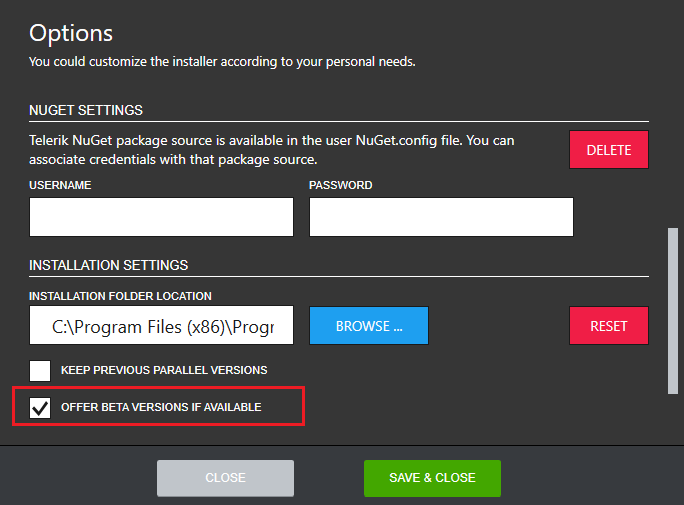 Options
You could customize the installer according to your personal needs.
NUGET SETTINGS
Telerik NuGet package source is available in the user NuGet.config file. You can
associate credentials with that package source.
DELETE
USERNAME
PASSWORD
INSTALLATION SETTINGS
INSTALLATION FOLDER LOCATION
C:\Program Files (x86)\Progr
BROWSE ...
RESET
KEEP PREVIOUS PARALLEL VERSIONS
OFFER BETA VERSIONS IF AVAILABLE
CLOSE
SAVE & CLOSE